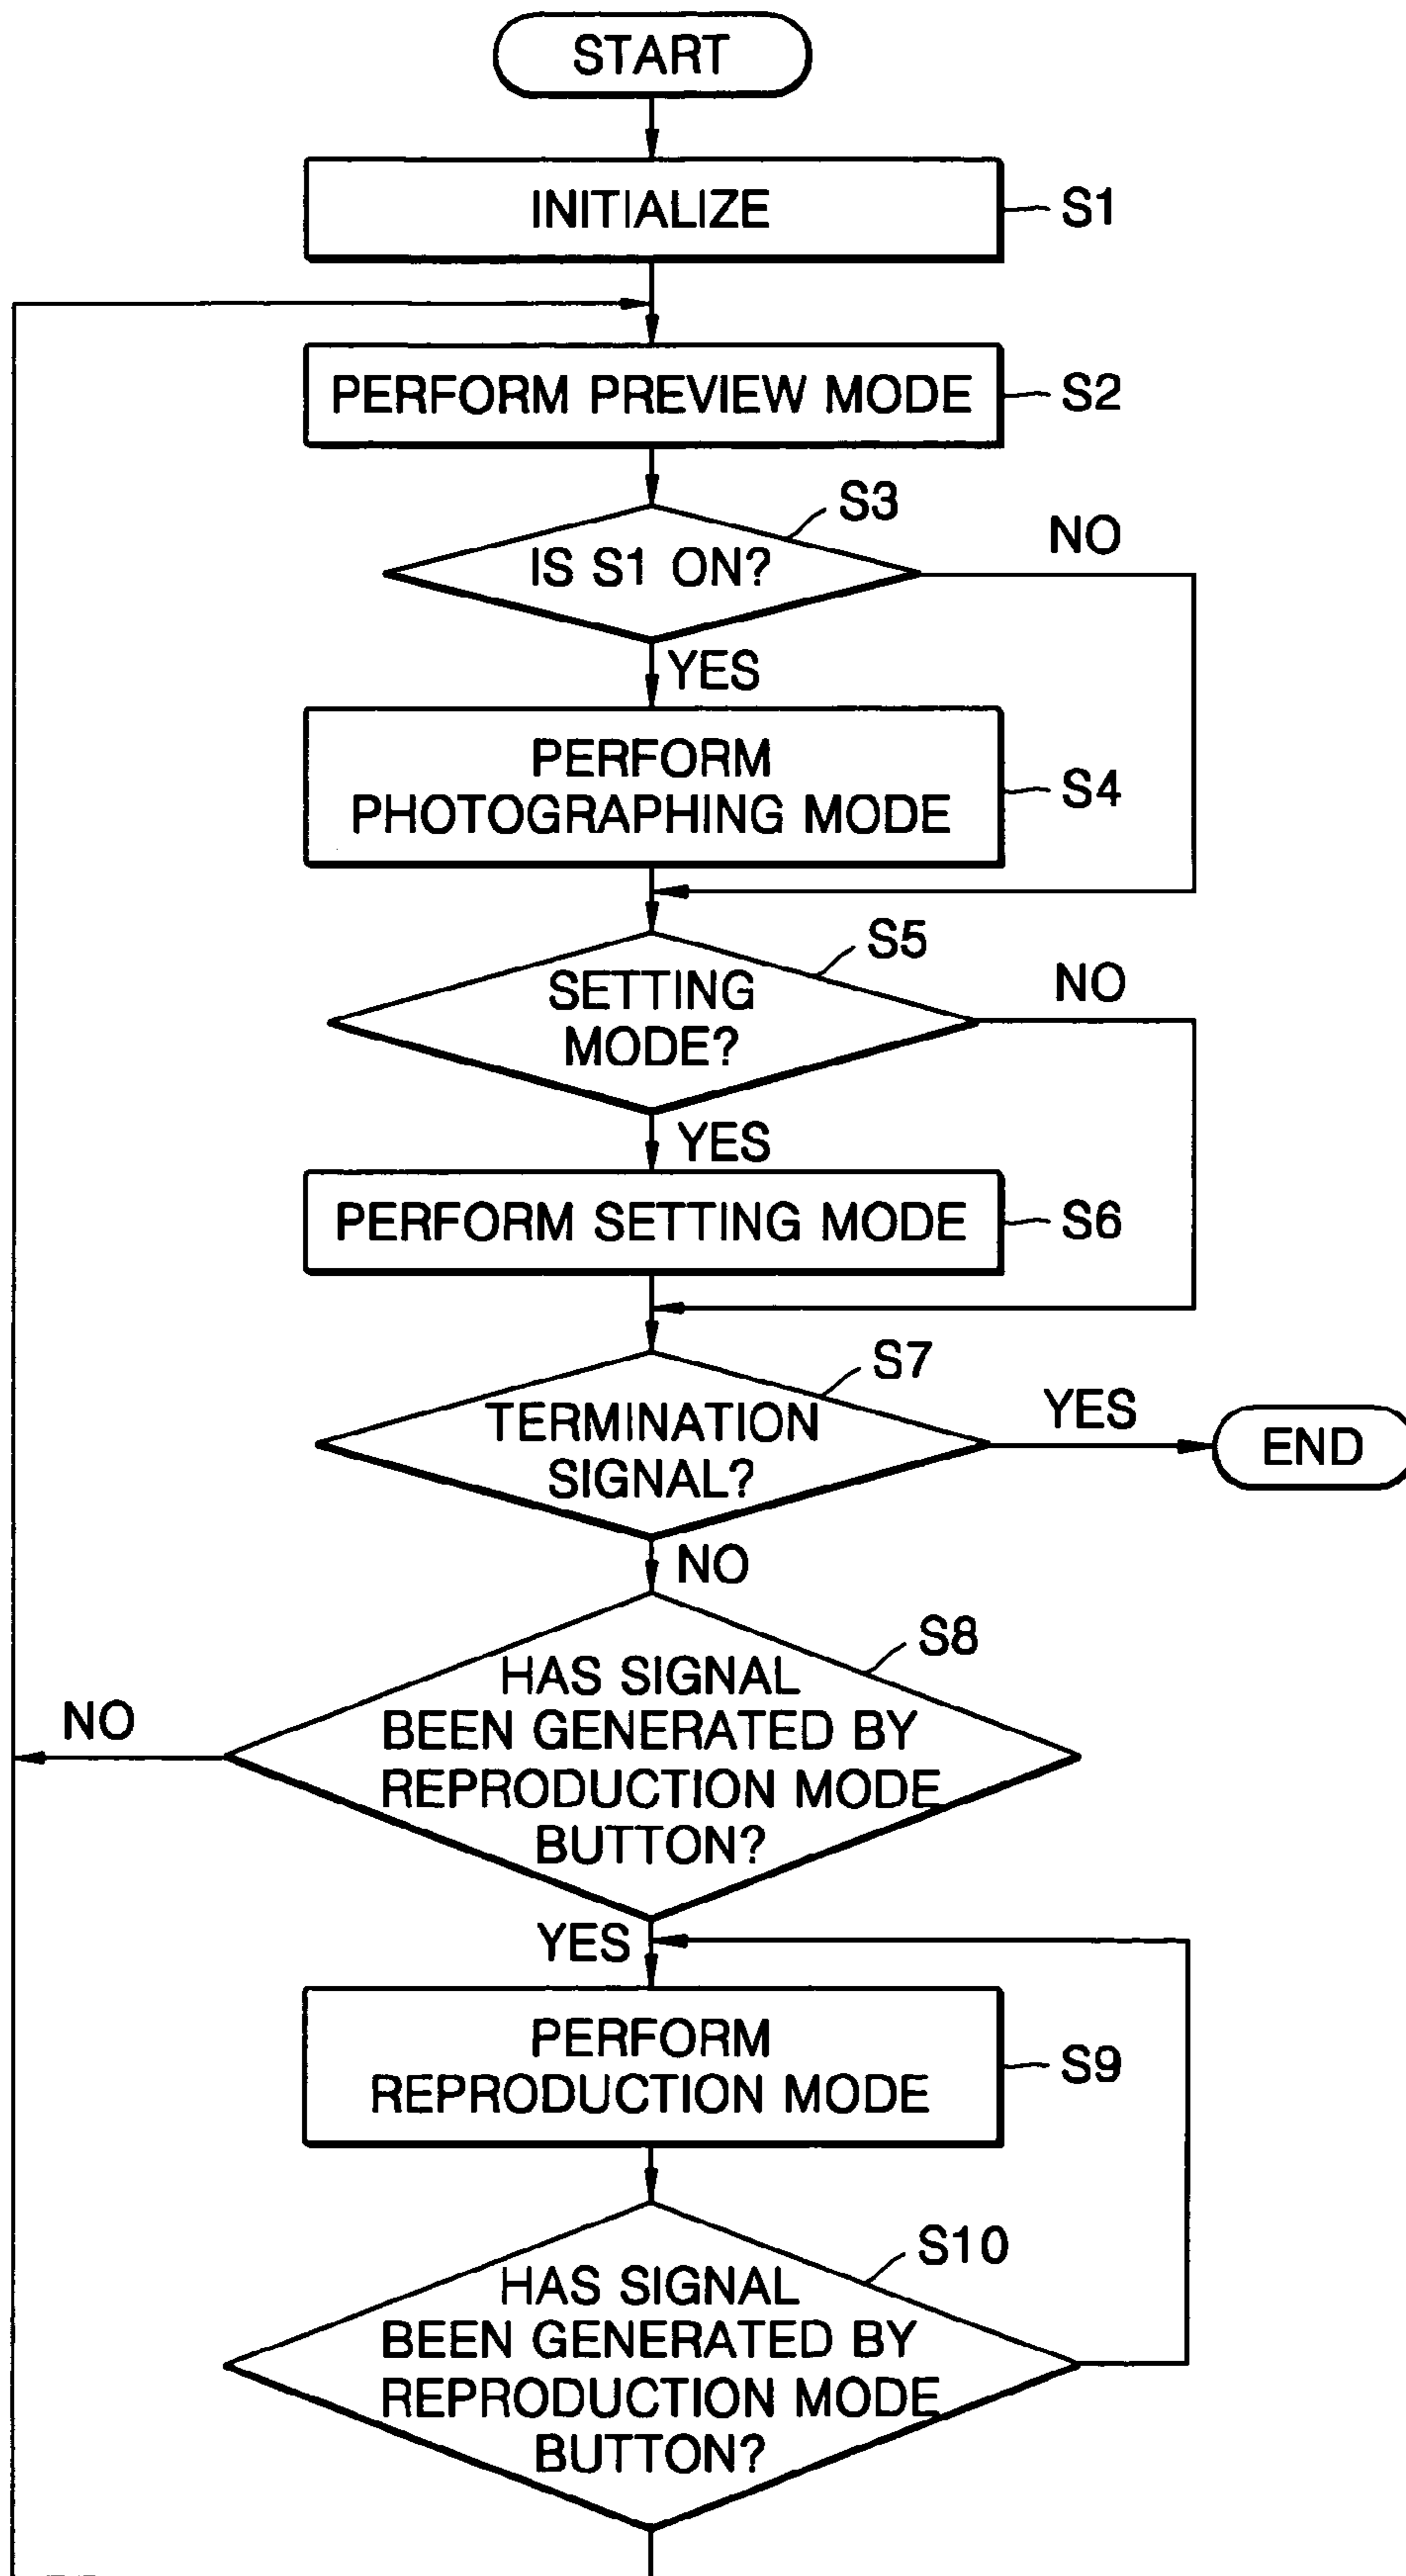 START
INITIALIZE
S1
PERFORM PREVIEW MODE
S2
S3
IS S1 ON?
NO
YES
PERFORM
PHOTOGRAPHING MODE
S4
S5
SETTING
MODE?
NO
YES
PERFORM SETTING MODE
S6
S7
TERMINATION
SIGNAL?
YES
END
NO
S8
HAS SIGNAL
BEEN GENERATED BY
REPRODUCTION MODE
BUTTON?
NO
YES
PERFORM
REPRODUCTION MODE
S9
S10
HAS SIGNAL
BEEN GENERATED BY
REPRODUCTION MODE
BUTTON?